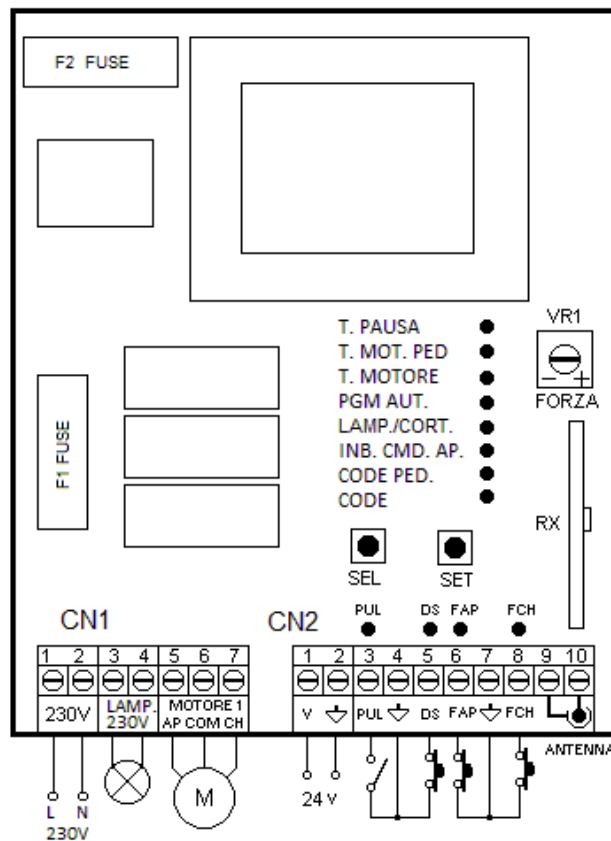 F2 FUSE
T. PAUSA
VR1
T. MOT. PED
T. MOTORE
- +
PGM AUT.
FORZA
LAMP./CORT.
F1 FUSE
INB. CMD. AP.
CODE PED.
CODE
RX
SEL
SET
CN1
CN2
PUL DS FAP FCH
1 2 3 4 5 6 7
1 2 3 4 5 6 7 8 9 10
230V
LAMP.
230V
MOTORE 1
AP COM CH
V PUL DS FAP FCH
ANTENNA
M
24 V
L N
230V